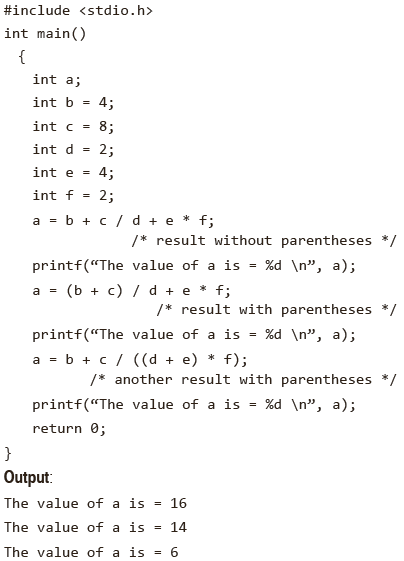 #include <stdio.h>
int main()
{
int a;
int b = 4;
int c = 8;
int d = 2;
int e = 4;
int f = 2;
a = b + c / d + e * f;
/* result without parentheses */
printf(“The value of a is = %d \n”, a);
a = (b + c) / d + e * f;
/* result with parentheses */
printf(“The value of a is = %d \n”, a);
a = b + c / ((d + e) * f);
/* another result with parentheses */
printf(“The value of a is = %d \n”, a);
return 0;
}
Output:
The value of a is = 16
The value of a is = 14
The value of a is = 6